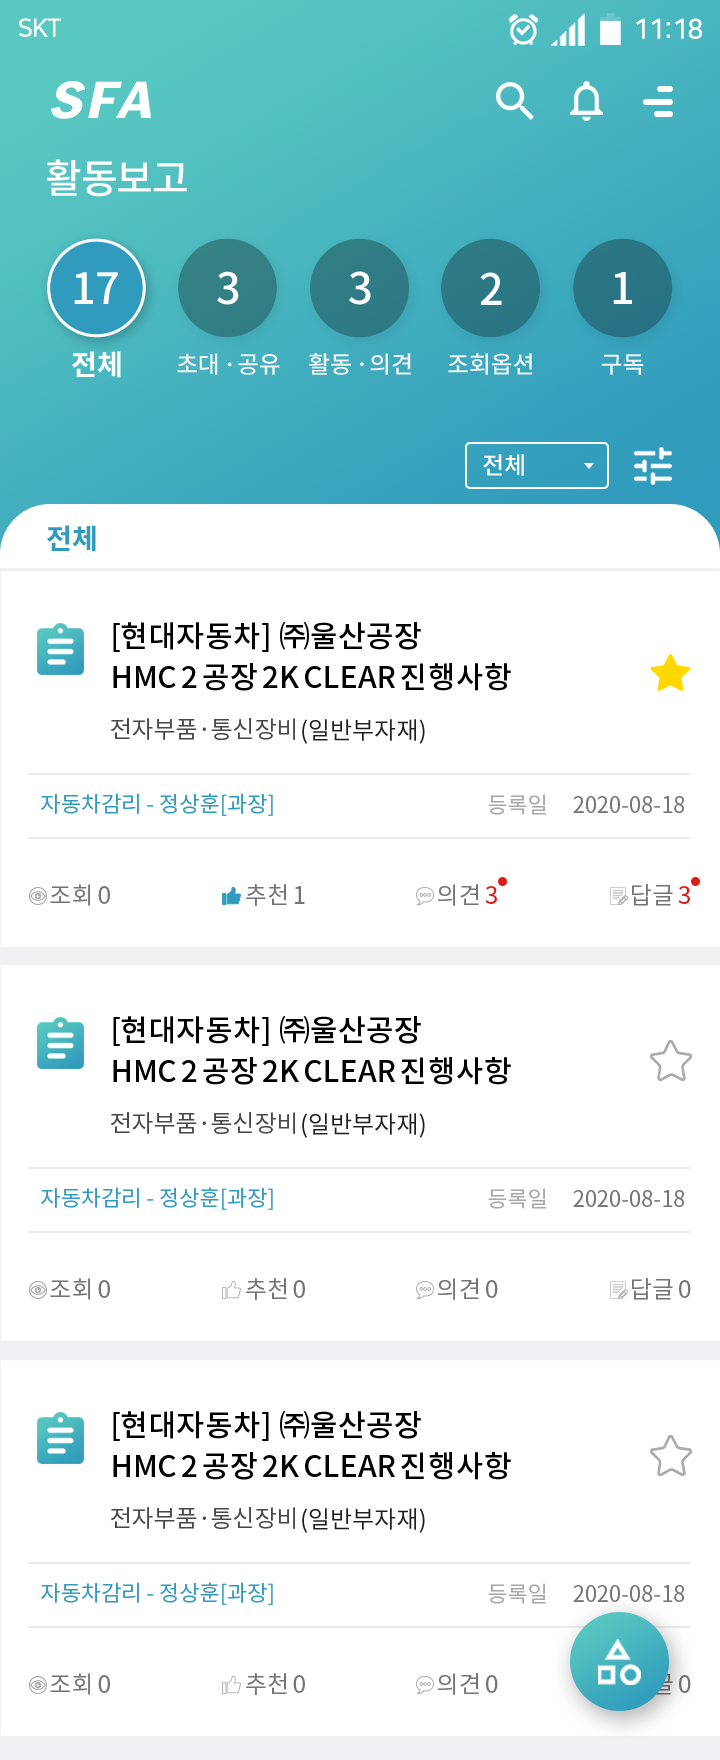 SKT 11:18
SFA
활동보고
17 3 3 2 1
전체 초대 · 공유 활동 · 의견 조회옵션 구독
전체
전체
[현대자동차] ㈜울산공장
HMC 2 공장 2K CLEAR 진행사항
전자부품·통신장비(일반부자재)
자동차감리 - 정상훈[과장] 등록일 2020-08-18
조회 0 추천 1 의견 3 답글 3
[현대자동차] ㈜울산공장
HMC 2 공장 2K CLEAR 진행사항
전자부품·통신장비(일반부자재)
자동차감리 - 정상훈[과장] 등록일 2020-08-18
조회 0 추천 0 의견 0 답글 0
[현대자동차] ㈜울산공장
HMC 2 공장 2K CLEAR 진행사항
전자부품·통신장비(일반부자재)
자동차감리 - 정상훈[과장] 등록일 2020-08-18
조회 0 추천 0 의견 0 0